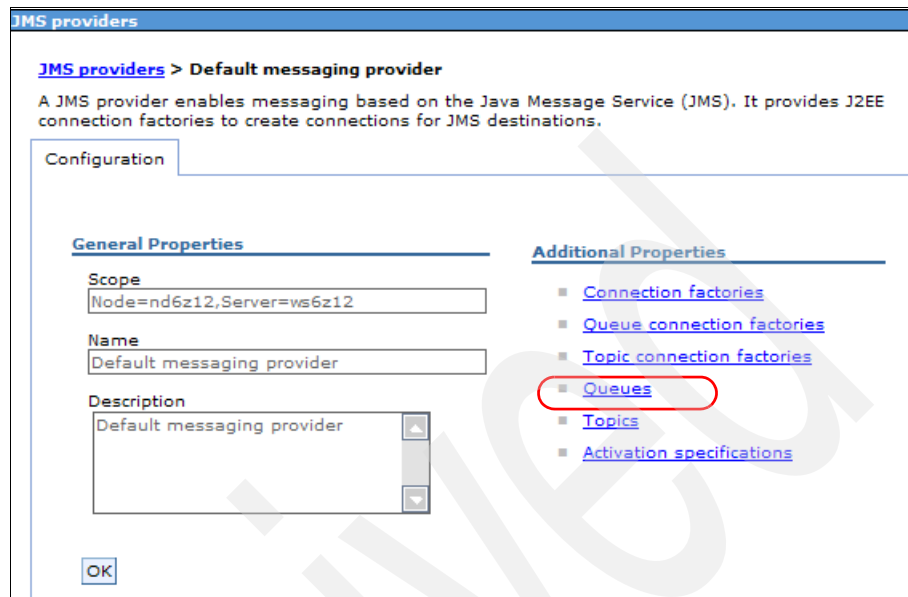 JMS providers
JMS providers > Default messaging provider
A JMS provider enables messaging based on the Java Message Service (JMS). It provides J2EE
connection factories to create connections for JMS destinations.
Configuration
General Properties
Scope
Node=nd6z12,Server=ws6z12
Name
Default messaging provider
Description
Default messaging provider
OK
Additional Properties
Connection factories
Queue connection factories
Topic connection factories
Queues
Topics
Activation specifications